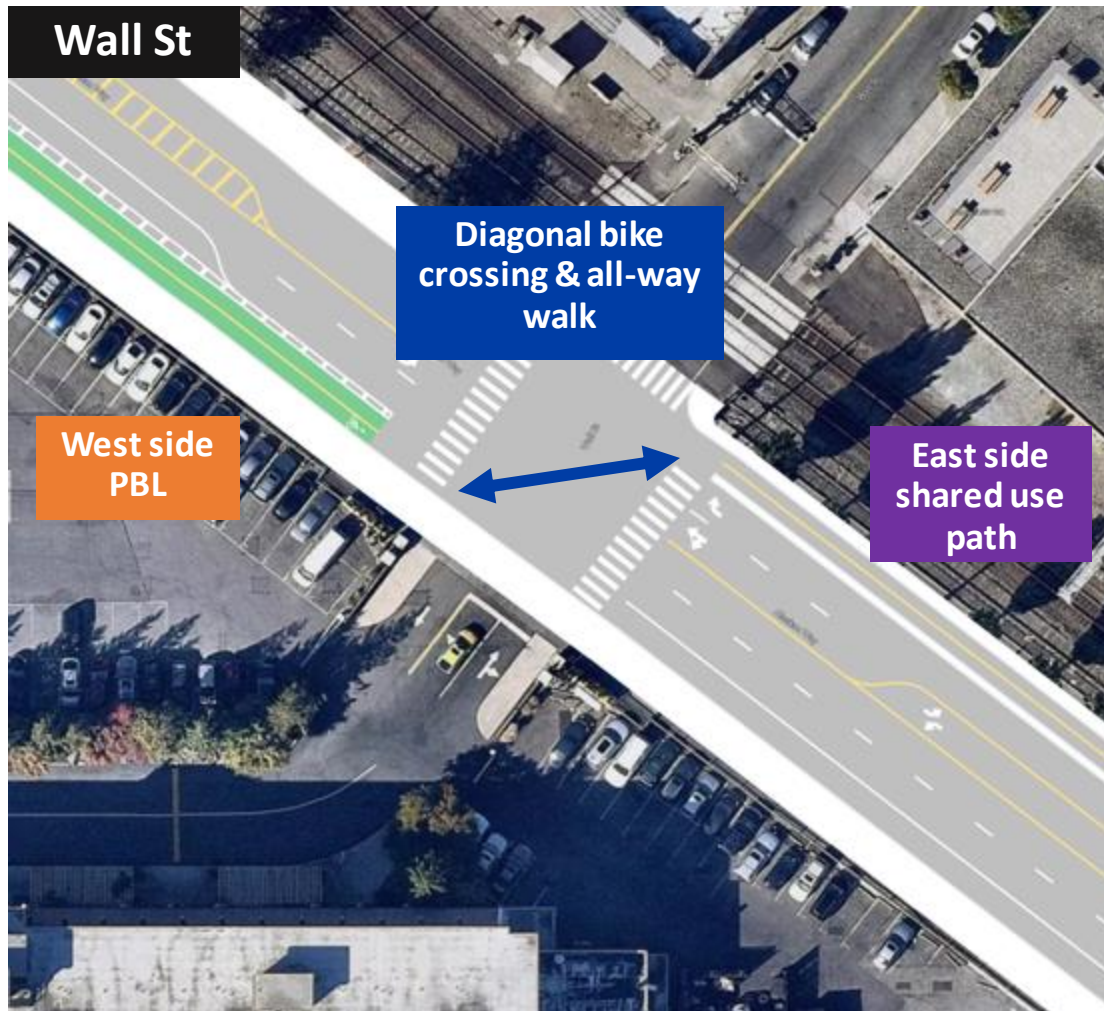 Wall St
Diagonal bike
crossing & all-way
walk
West side
PBL
East side
shared use
path